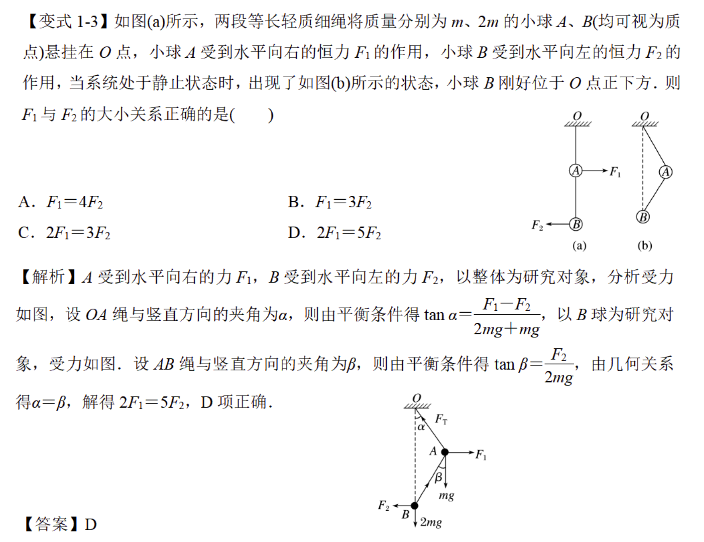 【变式 1-3】如图(a)所示，两段等长轻质细绳将质量分别为 m、2m 的小球 A、B(均可视为质
点)悬挂在 O 点，小球 A 受到水平向右的恒力 F₁ 的作用，小球 B 受到水平向左的恒力 F₂ 的
作用，当系统处于静止状态时，出现了如图(b)所示的状态，小球 B 刚好位于 O 点正下方．则
F₁ 与 F₂ 的大小关系正确的是(　　)
O O
A F₁ A
A．F₁＝4F₂ B．F₁＝3F₂
B
C．2F₁＝3F₂ D．2F₁＝5F₂ F₂ B
(a) (b)
【解析】A 受到水平向右的力 F₁，B 受到水平向左的力 F₂，以整体为研究对象，分析受力
如图，设 OA 绳与竖直方向的夹角为α，则由平衡条件得 tan α＝(F₁－F₂)/(2mg＋mg)，以 B 球为研究对
象，受力如图．设 AB 绳与竖直方向的夹角为β，则由平衡条件得 tan β＝F₂/2mg，由几何关系
得α＝β，解得 2F₁＝5F₂，D 项正确．
O
α F_T
A F₁
β
mg
F₂
B 2mg
【答案】D